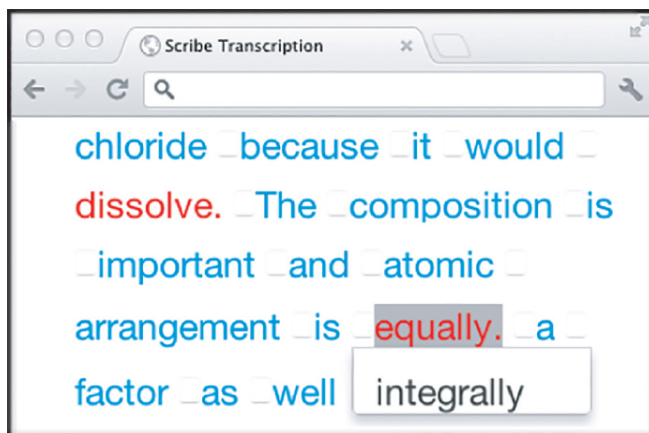 Scribe Transcription
chloride because it would
dissolve. The composition is
important and atomic
arrangement is equally. a
factor as well
integrally